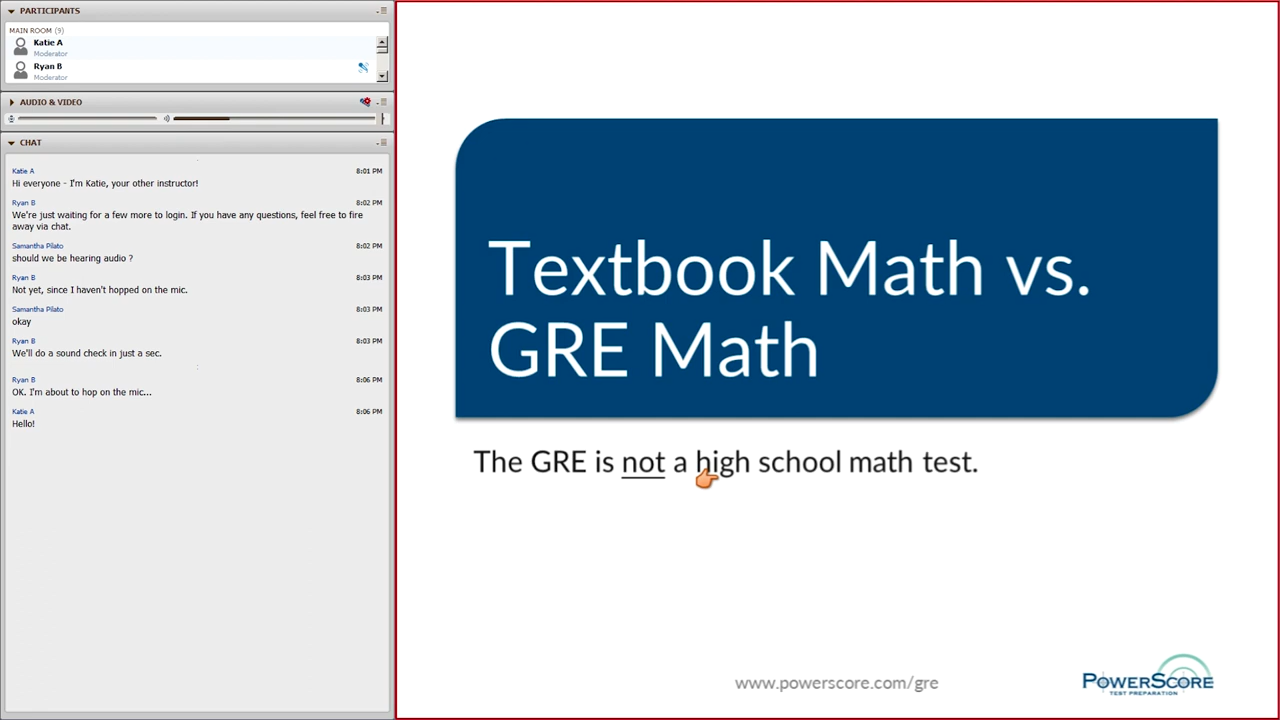 PARTICIPANTS
MAIN ROOM (9)
Katie A
Moderator
Ryan B
Moderator
AUDIO & VIDEO
CHAT
Katie A 8:01 PM
Hi everyone - I'm Katie, your other instructor!
Ryan B 8:02 PM
We're just waiting for a few more to login. If you have any questions, feel free to fire
away via chat.
Samantha Pilato 8:02 PM
should we be hearing audio ?
Ryan B 8:03 PM
Not yet, since I haven't hopped on the mic.
Samantha Pilato 8:03 PM
okay
Ryan B 8:03 PM
We'll do a sound check in just a sec.
Ryan B 8:06 PM
OK. I'm about to hop on the mic...
Katie A 8:06 PM
Hello!
Textbook Math vs.
GRE Math
The GRE is not a high school math test.
www.powerscore.com/gre
POWERSCORE
TEST PREPARATION